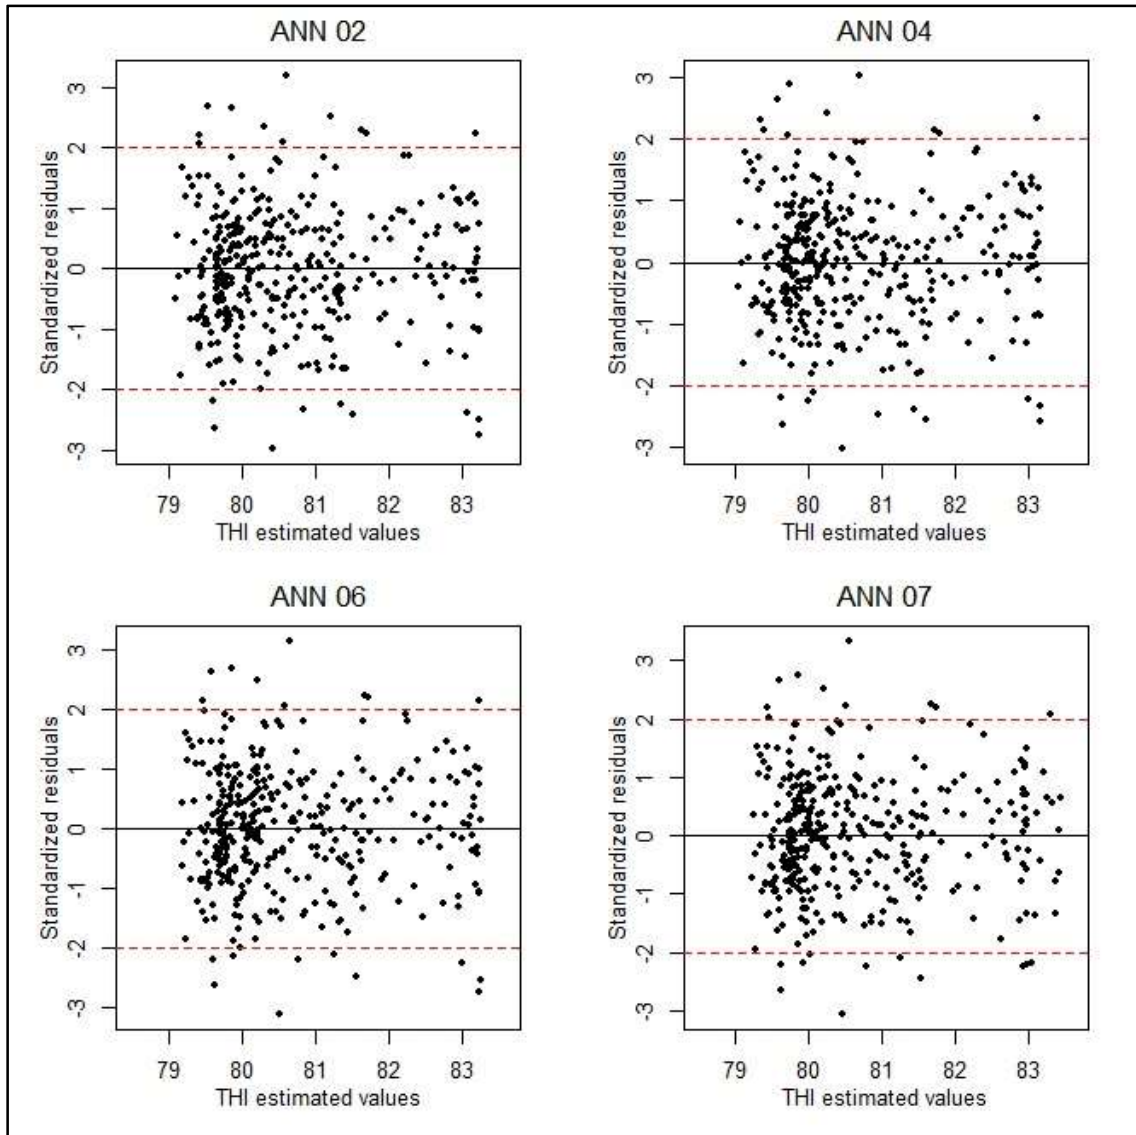 ANN 02
Standardized residuals
3
2
1
0
-1
-2
-3
79 80 81 82 83
THI estimated values
ANN 04
Standardized residuals
3
2
1
0
-1
-2
-3
79 80 81 82 83
THI estimated values
ANN 06
Standardized residuals
3
2
1
0
-1
-2
-3
79 80 81 82 83
THI estimated values
ANN 07
Standardized residuals
3
2
1
0
-1
-2
-3
79 80 81 82 83
THI estimated values